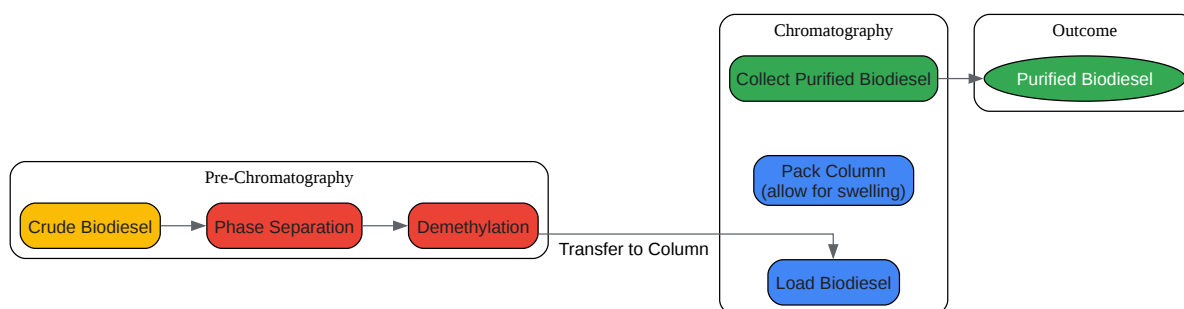 Chromatography
Outcome
Collect Purified Biodiesel
Purified Biodiesel
Pack Column
(allow for swelling)
Pre-Chromatography
Crude Biodiesel
Phase Separation
Demethylation
Transfer to Column
Load Biodiesel